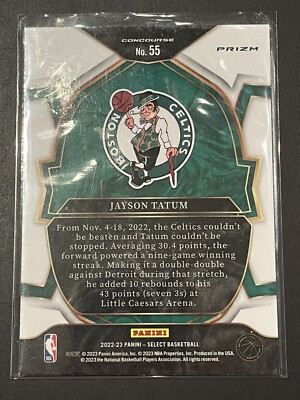 CONCOURSE
No. 55
PRIZM
BOSTON CELTICS
JAYSON TATUM
From Nov. 4-18, 2022, the Celtics couldn't
be beaten and Tatum couldn't be
stopped. Averaging 30.4 points, the
forward powered a nine-game winning
streak. Making it a double-double
against Detroit during that stretch,
he added 10 rebounds to his
43 points (seven 3s) at
Little Caesars Arena.
PANINI
2022-23 PANINI – SELECT BASKETBALL
© 2023 Panini America, Inc. © 2023 NBA Properties, Inc. Produced in the USA.
© 2023 the National Basketball Players Association. All rights reserved.